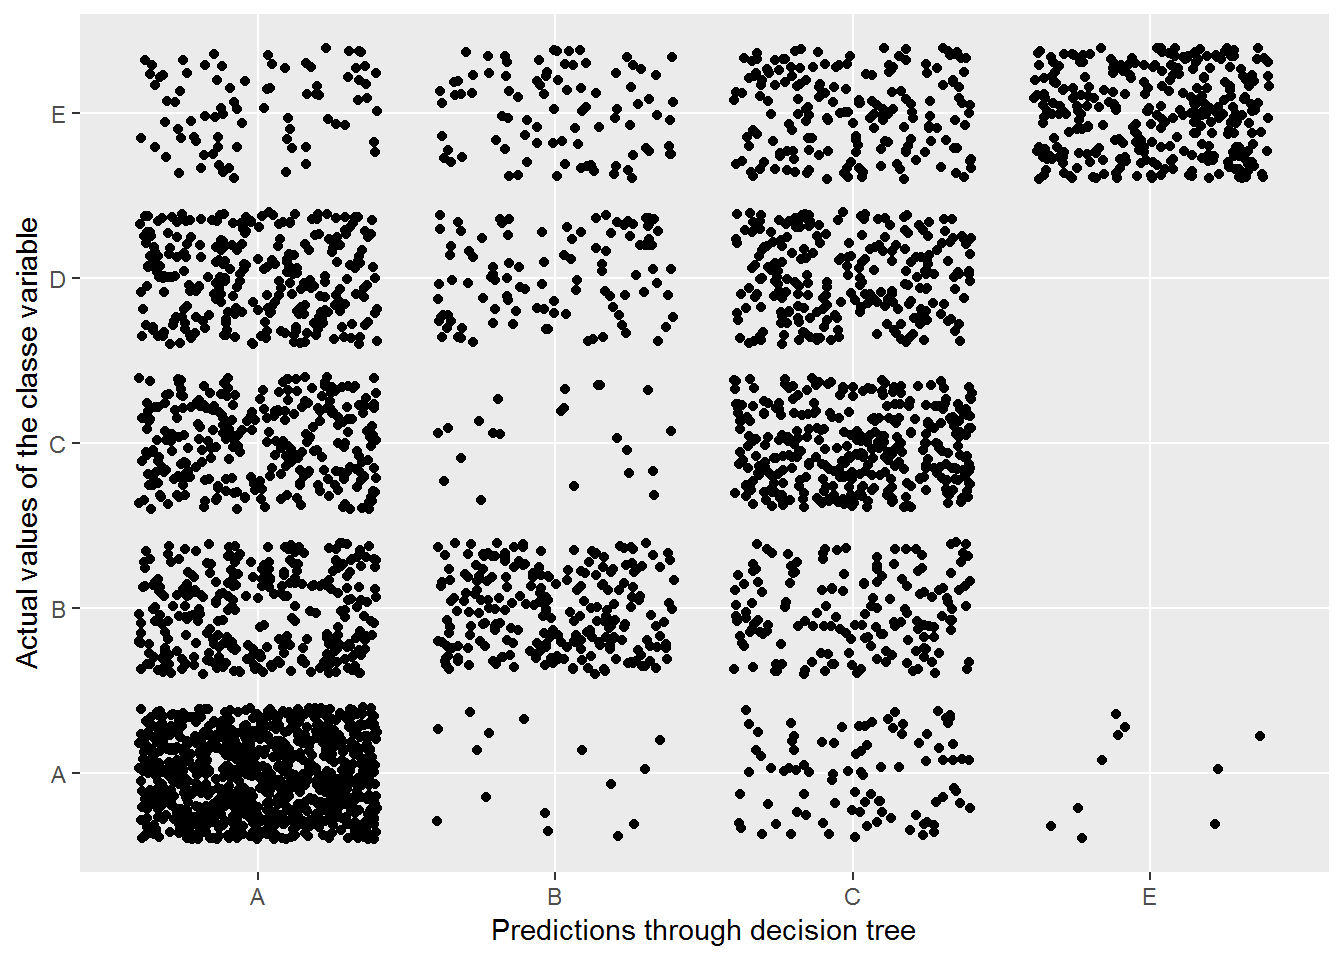 Actual values of the classe variable
E
D
C
B
A
A B C E
Predictions through decision tree